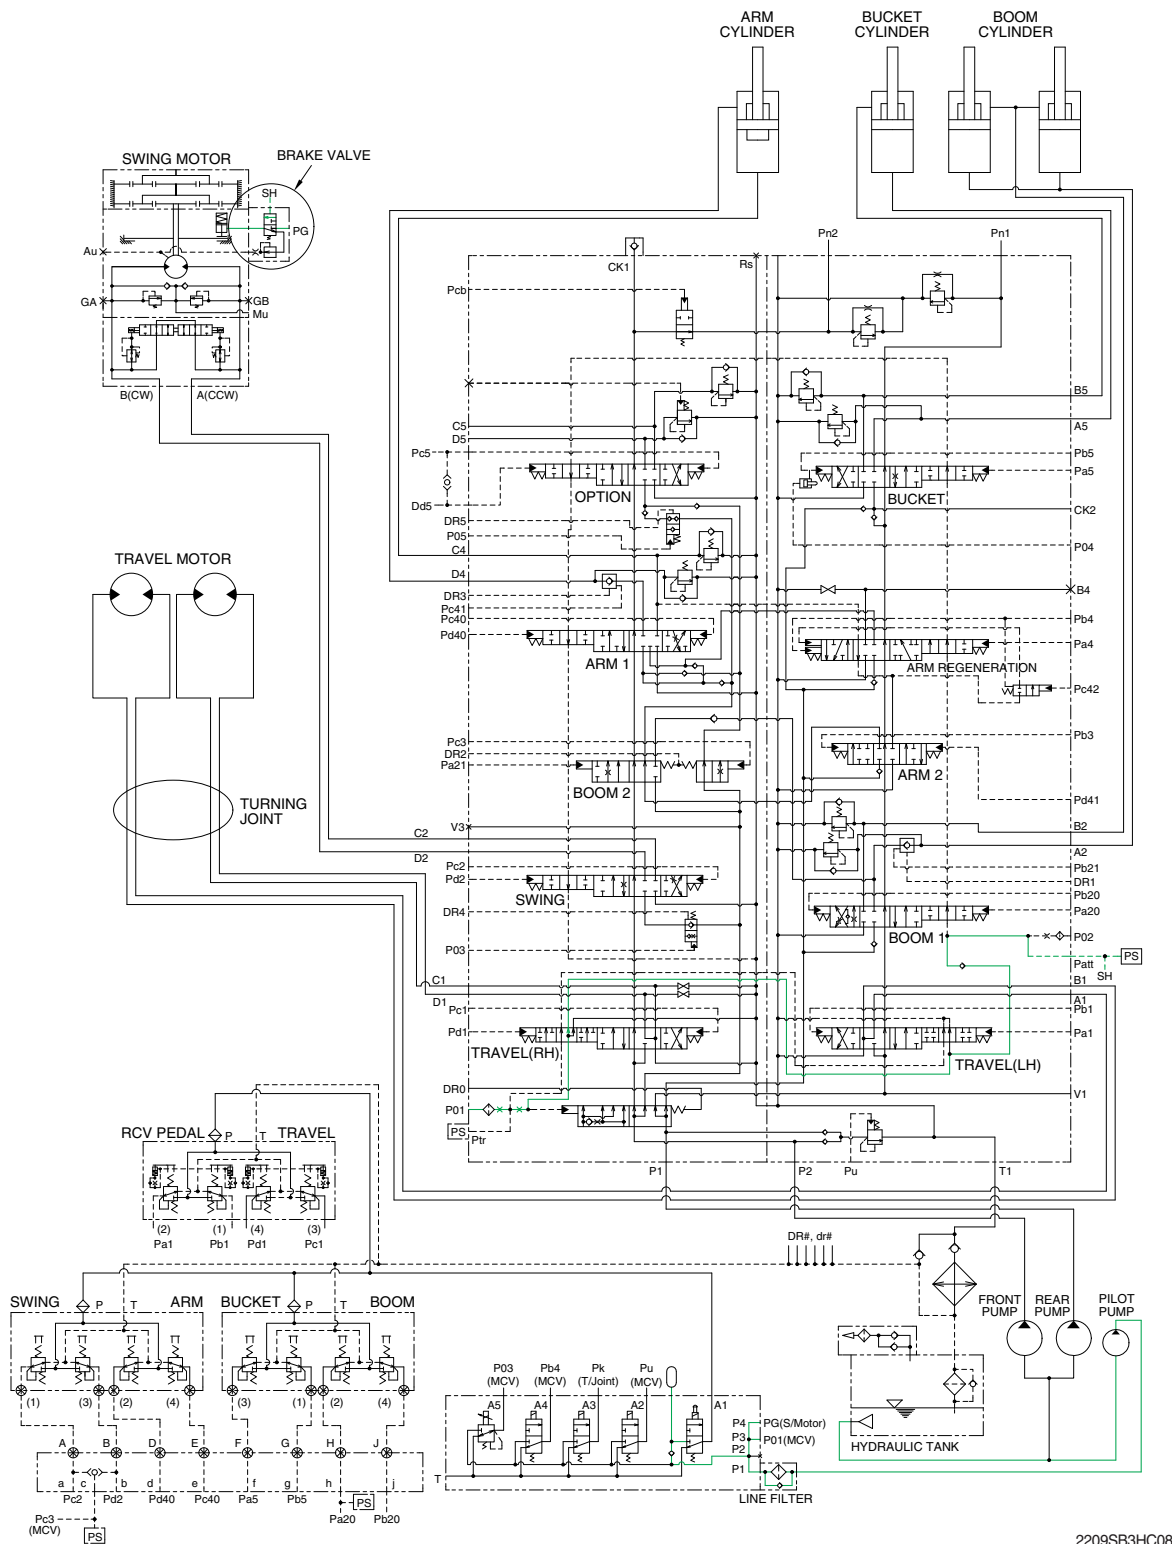 ARM
CYLINDER
BUCKET
CYLINDER
BOOM
CYLINDER
SWING MOTOR
BRAKE VALVE
SH
PG
Au
GA
GB
Mu
B(CW)
A(CCW)
CK1
Rs
Pn2
Pn1
Pcb
C5
D5
Pc5
Dd5
OPTION
DR5
P05
C4
D4
DR3
Pc41
Pc40
Pd40
ARM 1
Pc3
DR2
Pa21
BOOM 2
V3
C2
D2
Pc2
Pd2
SWING
DR4
P03
C1
D1
Pc1
Pd1
TRAVEL(RH)
DR0
P01
PS
Ptr
B5
A5
Pb5
Pa5
BUCKET
CK2
P04
B4
Pb4
Pa4
ARM REGENERATION
Pc42
Pb3
ARM 2
Pd41
B2
A2
Pb21
DR1
Pb20
Pa20
BOOM 1
P02
Patt
PS
SH
B1
A1
Pb1
Pa1
TRAVEL(LH)
V1
P1
P2
Pu
T1
TRAVEL MOTOR
TURNING
JOINT
RCV PEDAL
P
T
TRAVEL
(2)
(1)
(4)
(3)
Pa1
Pb1
Pd1
Pc1
SWING
P
T
ARM
BUCKET
P
T
BOOM
(1)
(3)
(2)
(4)
(3)
(1)
(2)
(4)
A
B
D
E
F
G
H
J
a
c
b
d
e
f
g
h
j
Pc2
Pd2
Pd40
Pc40
Pa5
Pb5
PS
Pa20
Pb20
Pc3
(MCV)
PS
DR#, dr#
FRONT
PUMP
REAR
PUMP
PILOT
PUMP
HYDRAULIC TANK
P03
(MCV)
Pb4
(MCV)
Pk
(T/Joint)
Pu
(MCV)
A5
A4
A3
A2
A1
T
P4
PG(S/Motor)
P3
P01(MCV)
P2
P1
LINE FILTER
2209SB3HC08